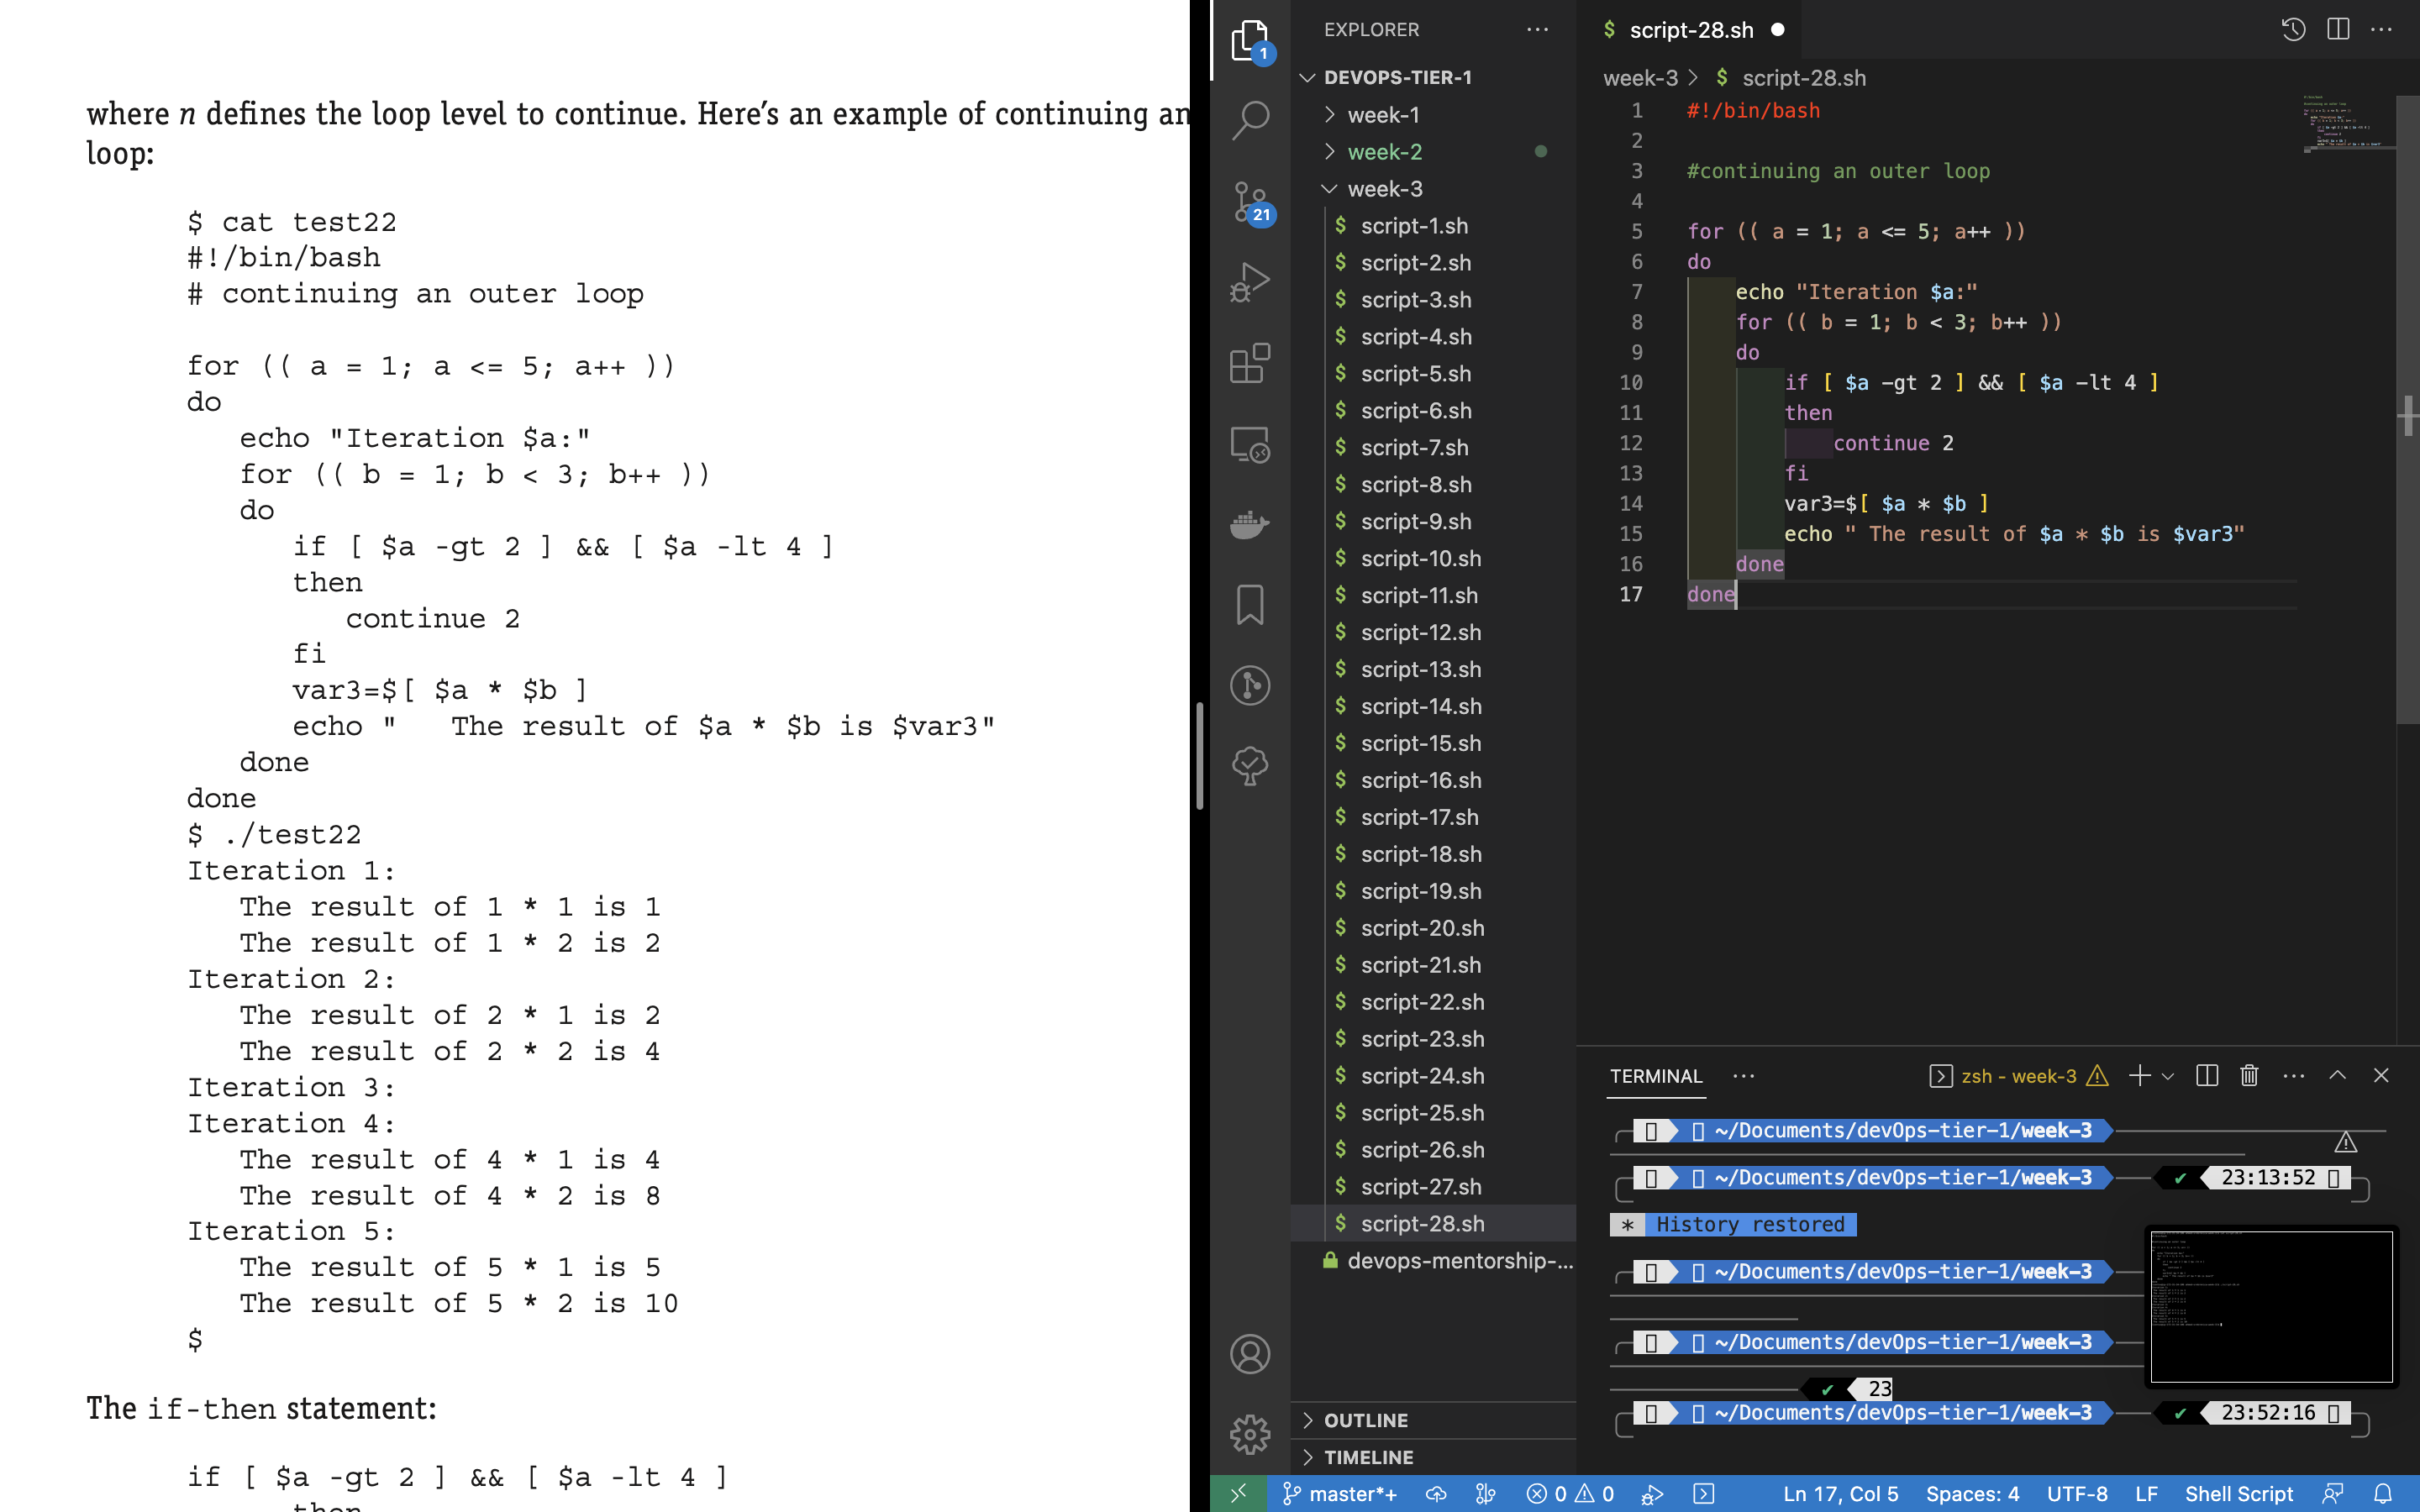 where n defines the loop level to continue. Here's an example of continuing an
loop:
$ cat test22
#!/bin/bash
# continuing an outer loop
for (( a = 1; a <= 5; a++ ))
do
echo "Iteration $a:"
for (( b = 1; b < 3; b++ ))
do
if [ $a -gt 2 ] && [ $a -lt 4 ]
then
continue 2
fi
var3=$[ $a * $b ]
echo "   The result of $a * $b is $var3"
done
done
$ ./test22
Iteration 1:
The result of 1 * 1 is 1
The result of 1 * 2 is 2
Iteration 2:
The result of 2 * 1 is 2
The result of 2 * 2 is 4
Iteration 3:
Iteration 4:
The result of 4 * 1 is 4
The result of 4 * 2 is 8
Iteration 5:
The result of 5 * 1 is 5
The result of 5 * 2 is 10
$
The if-then statement:
if [ $a -gt 2 ] && [ $a -lt 4 ]
then
1
21
EXPLORER
DEVOPS-TIER-1
week-1
week-2
week-3
$ script-1.sh
$ script-2.sh
$ script-3.sh
$ script-4.sh
$ script-5.sh
$ script-6.sh
$ script-7.sh
$ script-8.sh
$ script-9.sh
$ script-10.sh
$ script-11.sh
$ script-12.sh
$ script-13.sh
$ script-14.sh
$ script-15.sh
$ script-16.sh
$ script-17.sh
$ script-18.sh
$ script-19.sh
$ script-20.sh
$ script-21.sh
$ script-22.sh
$ script-23.sh
$ script-24.sh
$ script-25.sh
$ script-26.sh
$ script-27.sh
$ script-28.sh
devops-mentorship-...
OUTLINE
TIMELINE
$ script-28.sh
week-3 > $ script-28.sh
1 #!/bin/bash
2
3 #continuing an outer loop
4
5 for (( a = 1; a <= 5; a++ ))
6 do
7 echo "Iteration $a:"
8 for (( b = 1; b < 3; b++ ))
9 do
10 if [ $a -gt 2 ] && [ $a -lt 4 ]
11 then
12 continue 2
13 fi
14 var3=$[ $a * $b ]
15 echo " The result of $a * $b is $var3"
16 done
17 done
TERMINAL
zsh - week-3
~/Documents/devOps-tier-1/week-3
~/Documents/devOps-tier-1/week-3 ✔ 23:13:52
* History restored
~/Documents/devOps-tier-1/week-3
~/Documents/devOps-tier-1/week-3
✔ 23
~/Documents/devOps-tier-1/week-3 ✔ 23:52:16
master*+ 0 0 Ln 17, Col 5 Spaces: 4 UTF-8 LF Shell Script